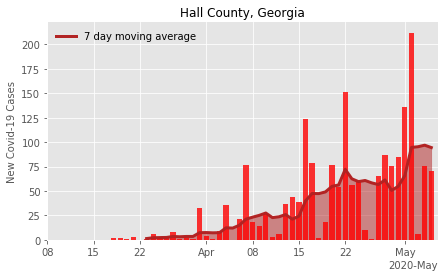 Hall County, Georgia
7 day moving average
New Covid-19 Cases
200
175
150
125
100
75
50
25
0
08 15 22 Apr 08 15 22 May
2020-May